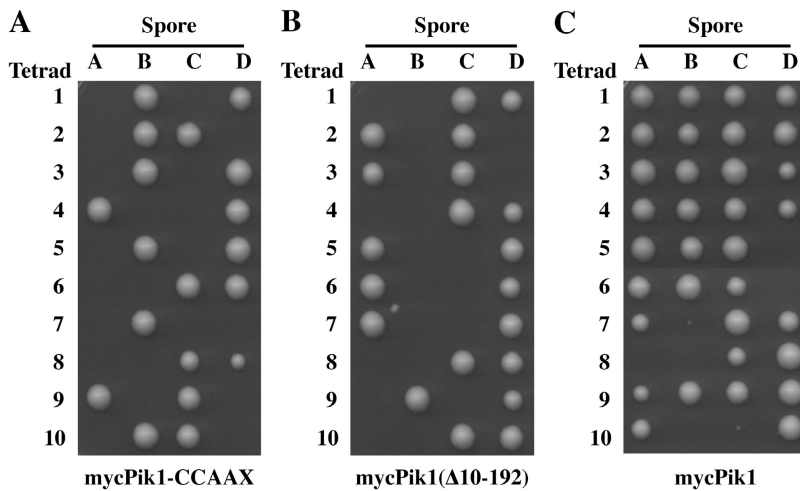 A
Spore
Tetrad A B C D
1
2
3
4
5
6
7
8
9
10
mycPik1-CCAAX
B
Spore
Tetrad A B C D
1
2
3
4
5
6
7
8
9
10
mycPik1(Δ10-192)
C
Spore
Tetrad A B C D
1
2
3
4
5
6
7
8
9
10
mycPik1